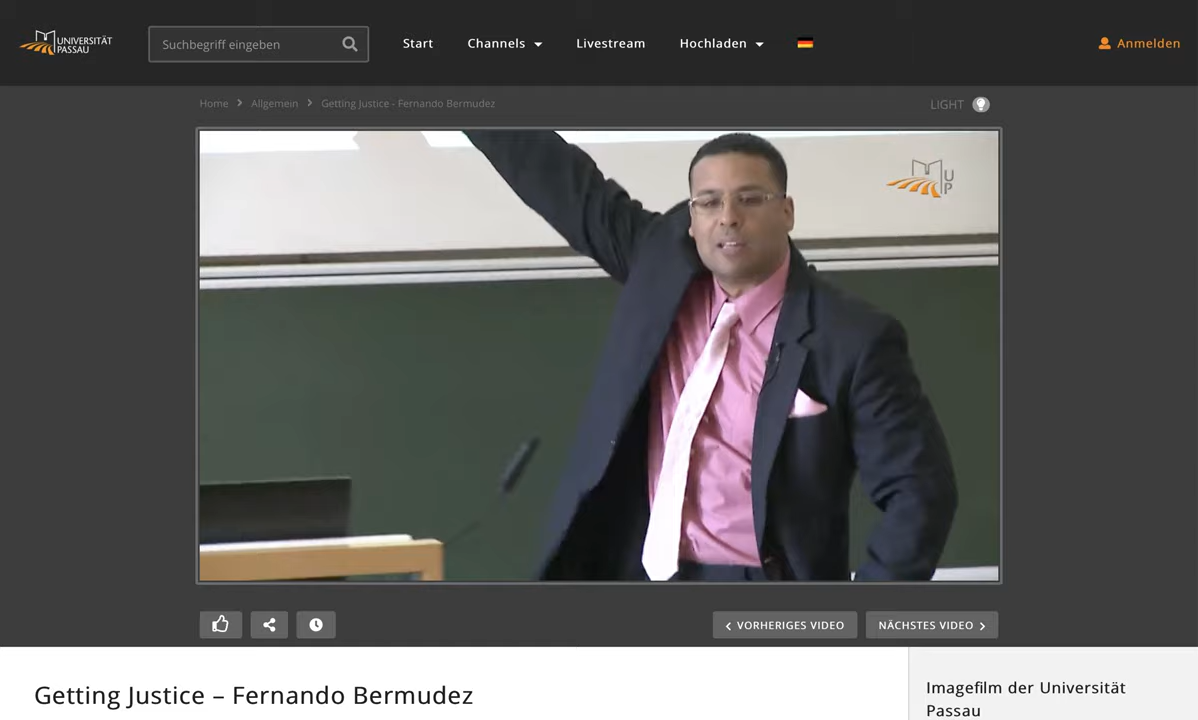 UNIVERSITÄT
PASSAU
Suchbegriff eingeben
Start
Channels
Livestream
Hochladen
Anmelden
Home > Allgemein > Getting Justice - Fernando Bermudez
LIGHT
U
P
VORHERIGES VIDEO
NÄCHSTES VIDEO
Getting Justice – Fernando Bermudez
Imagefilm der Universität
Passau